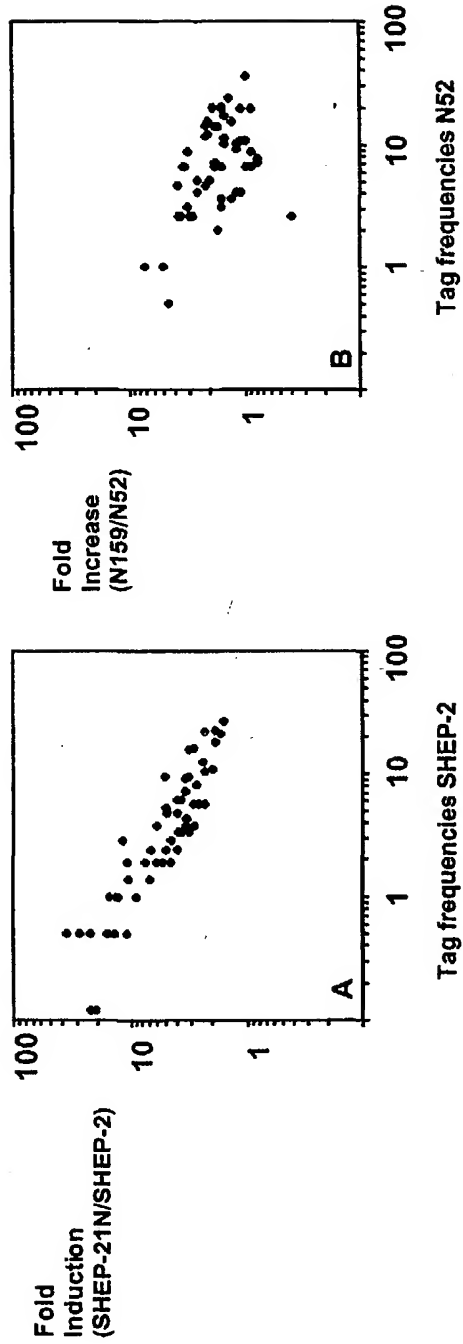 Fold
Induction
(SHEP-21N/SHEP-2)
100
10
1
A
1
10
100
Tag frequencies SHEP-2
Fold
Increase
(N159/N52)
100
10
1
B
1
10
100
Tag frequencies N52